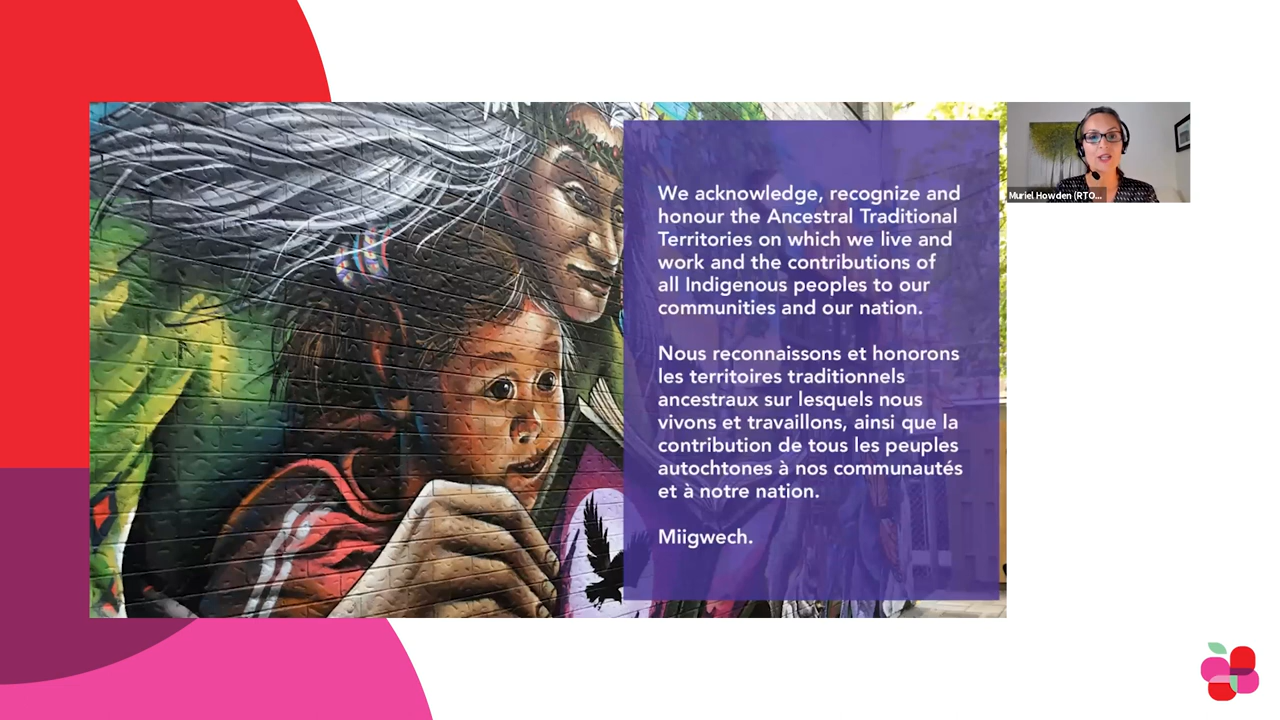 We acknowledge, recognize and
honour the Ancestral Traditional
Territories on which we live and
work and the contributions of
all Indigenous peoples to our
communities and our nation.
Nous reconnaissons et honorons
les territoires traditionnels
ancestraux sur lesquels nous
vivons et travaillons, ainsi que la
contribution de tous les peuples
autochtones à nos communautés
et à notre nation.
Miigwech.
Muriel Howden (RTO...